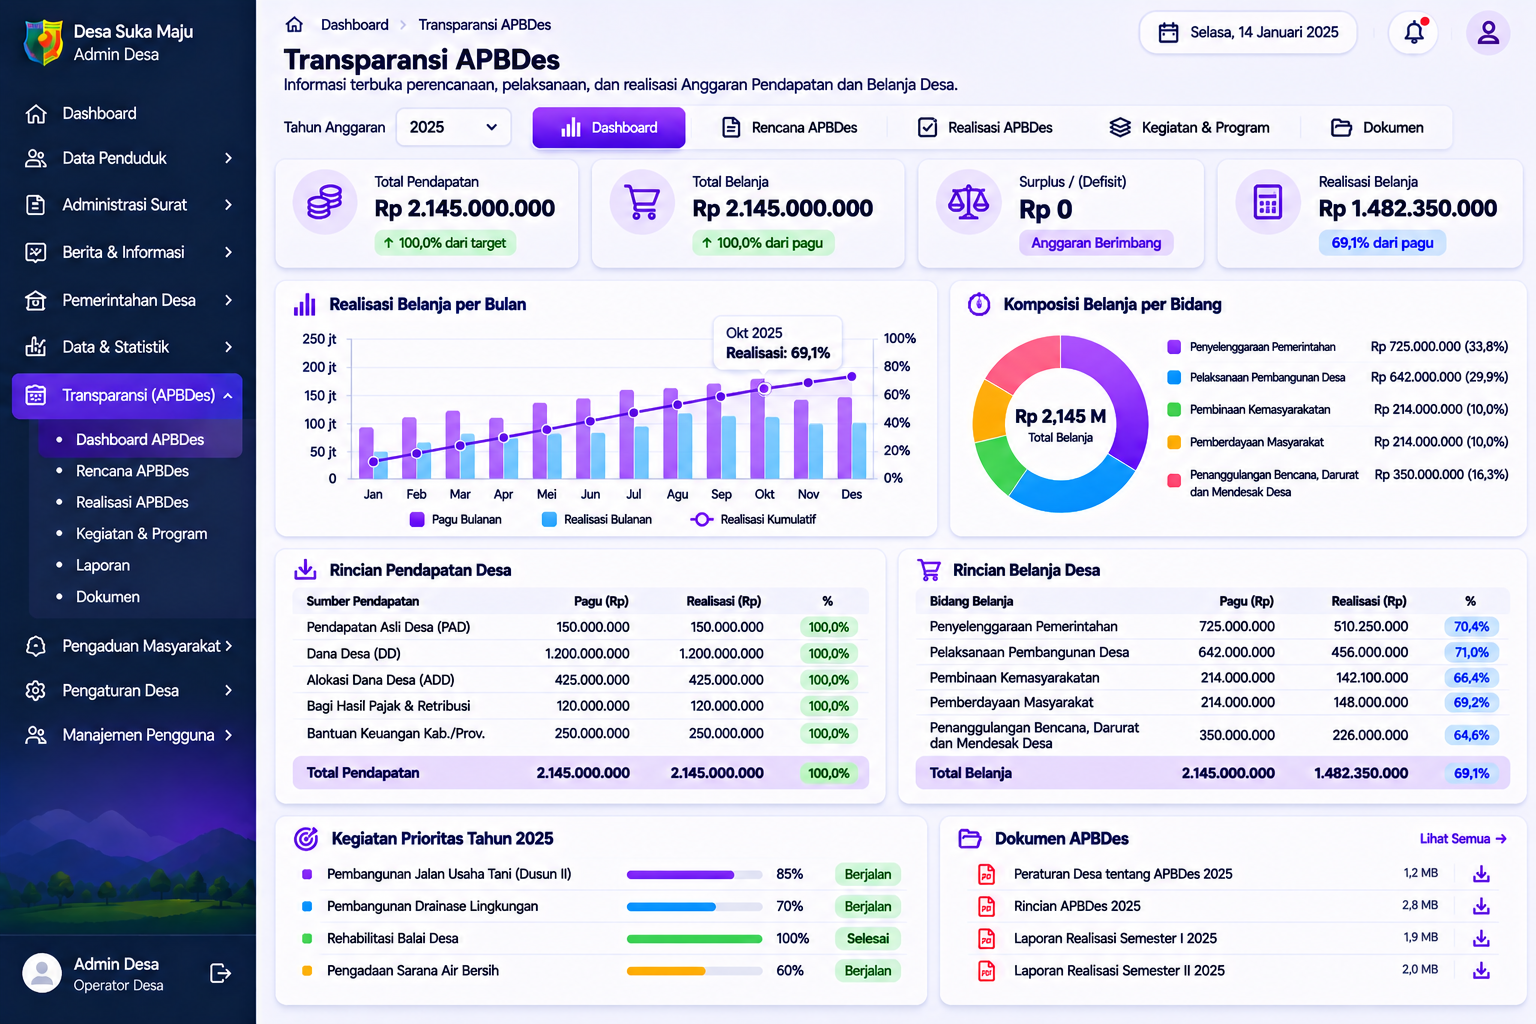 Desa Suka Maju
Admin Desa
Dashboard
Data Penduduk
Administrasi Surat
Berita & Informasi
Pemerintahan Desa
Data & Statistik
Transparansi (APBDes)
Dashboard APBDes
Rencana APBDes
Realisasi APBDes
Kegiatan & Program
Laporan
Dokumen
Pengaduan Masyarakat
Pengaturan Desa
Manajemen Pengguna
Admin Desa
Operator Desa
Dashboard > Transparansi APBDes
Selasa, 14 Januari 2025
Transparansi APBDes
Informasi terbuka perencanaan, pelaksanaan, dan realisasi Anggaran Pendapatan dan Belanja Desa.
Tahun Anggaran 2025 Dashboard Rencana APBDes Realisasi APBDes Kegiatan & Program Dokumen
Total Pendapatan
Rp 2.145.000.000
↑ 100,0% dari target
Total Belanja
Rp 2.145.000.000
↑ 100,0% dari pagu
Surplus / (Defisit)
Rp 0
Anggaran Berimbang
Realisasi Belanja
Rp 1.482.350.000
69,1% dari pagu
Realisasi Belanja per Bulan
Okt 2025
Realisasi: 69,1%
250 jt 100%
200 jt 80%
150 jt 60%
100 jt 40%
50 jt 20%
0 0%
Jan Feb Mar Apr Mei Jun Jul Agu Sep Okt Nov Des
Pagu Bulanan Realisasi Bulanan Realisasi Kumulatif
Komposisi Belanja per Bidang
Rp 2,145 M
Total Belanja
Penyelenggaraan Pemerintahan Rp 725.000.000 (33,8%)
Pelaksanaan Pembangunan Desa Rp 642.000.000 (29,9%)
Pembinaan Kemasyarakatan Rp 214.000.000 (10,0%)
Pemberdayaan Masyarakat Rp 214.000.000 (10,0%)
Penanggulangan Bencana, Darurat Rp 350.000.000 (16,3%)
dan Mendesak Desa
Rincian Pendapatan Desa
Sumber Pendapatan Pagu (Rp) Realisasi (Rp) %
Pendapatan Asli Desa (PAD) 150.000.000 150.000.000 100,0%
Dana Desa (DD) 1.200.000.000 1.200.000.000 100,0%
Alokasi Dana Desa (ADD) 425.000.000 425.000.000 100,0%
Bagi Hasil Pajak & Retribusi 120.000.000 120.000.000 100,0%
Bantuan Keuangan Kab./Prov. 250.000.000 250.000.000 100,0%
Total Pendapatan 2.145.000.000 2.145.000.000 100,0%
Rincian Belanja Desa
Bidang Belanja Pagu (Rp) Realisasi (Rp) %
Penyelenggaraan Pemerintahan 725.000.000 510.250.000 70,4%
Pelaksanaan Pembangunan Desa 642.000.000 456.000.000 71,0%
Pembinaan Kemasyarakatan 214.000.000 142.100.000 66,4%
Pemberdayaan Masyarakat 214.000.000 148.000.000 69,2%
Penanggulangan Bencana, Darurat
dan Mendesak Desa 350.000.000 226.000.000 64,6%
Total Belanja 2.145.000.000 1.482.350.000 69,1%
Kegiatan Prioritas Tahun 2025
Pembangunan Jalan Usaha Tani (Dusun II) 85% Berjalan
Pembangunan Drainase Lingkungan 70% Berjalan
Rehabilitasi Balai Desa 100% Selesai
Pengadaan Sarana Air Bersih 60% Berjalan
Dokumen APBDes Lihat Semua →
Peraturan Desa tentang APBDes 2025 1,2 MB
Rincian APBDes 2025 2,8 MB
Laporan Realisasi Semester I 2025 1,9 MB
Laporan Realisasi Semester II 2025 2,0 MB